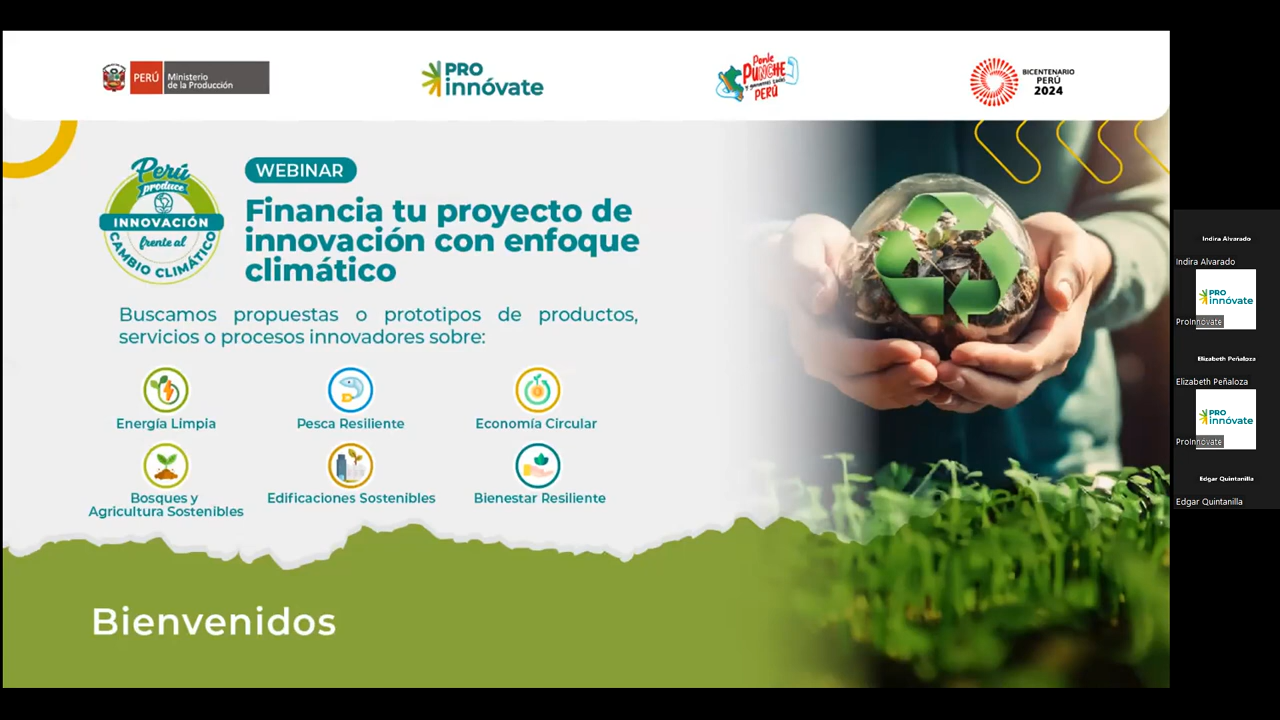 PERÚ
Ministerio
de la Producción
PRO
innóvate
Ponle
PUNCHE
y ganamos todos
PERÚ
BICENTENARIO
PERÚ
2024
Perú
produce
INNOVACIÓN
frente al
CAMBIO CLIMÁTICO
WEBINAR
Financia tu proyecto de
innovación con enfoque
climático
Buscamos propuestas o prototipos de productos,
servicios o procesos innovadores sobre:
Energía Limpia
Pesca Resiliente
Economía Circular
Bosques y
Agricultura Sostenibles
Edificaciones Sostenibles
Bienestar Resiliente
Bienvenidos
Indira Alvarado
Indira Alvarado
PRO
innóvate
ProInnóvate
Elizabeth Peñaloza
Elizabeth Peñaloza
PRO
innóvate
ProInnóvate
Edgar Quintanilla
Edgar Quintanilla